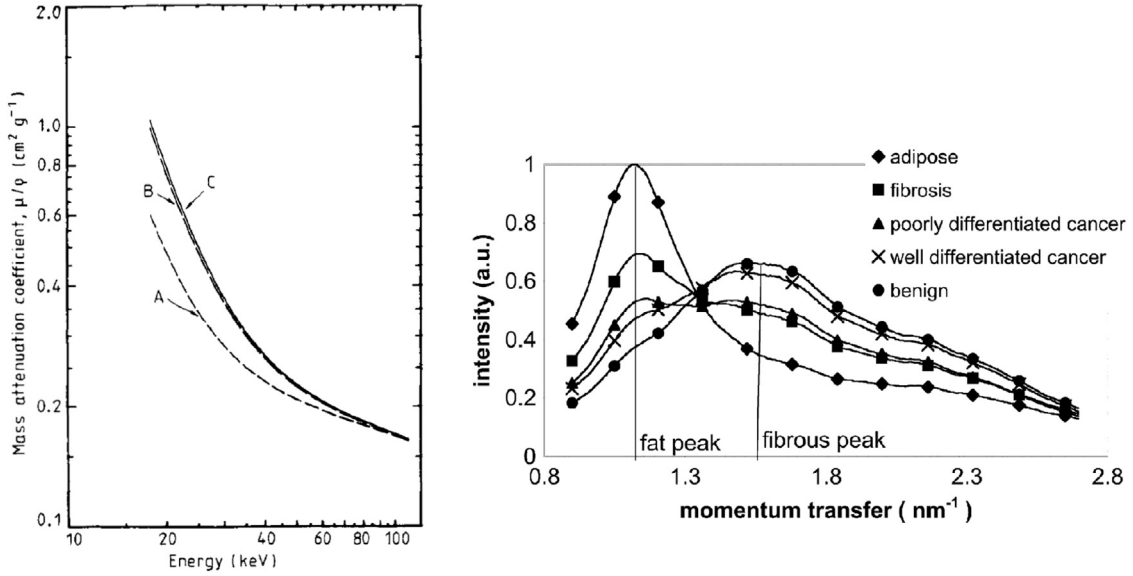 2.0
1.0
0.8
0.6
0.4
0.2
0.1
Mass attenuation coefficient, μ/ρ (cm² g⁻¹)
B
C
A
10 20 40 60 80 100
Energy (keV)
1
0.8
0.6
0.4
0.2
0
intensity (a.u.)
adipose
fibrosis
poorly differentiated cancer
well differentiated cancer
benign
fat peak
fibrous peak
0.8 1.3 1.8 2.3 2.8
momentum transfer ( nm⁻¹)